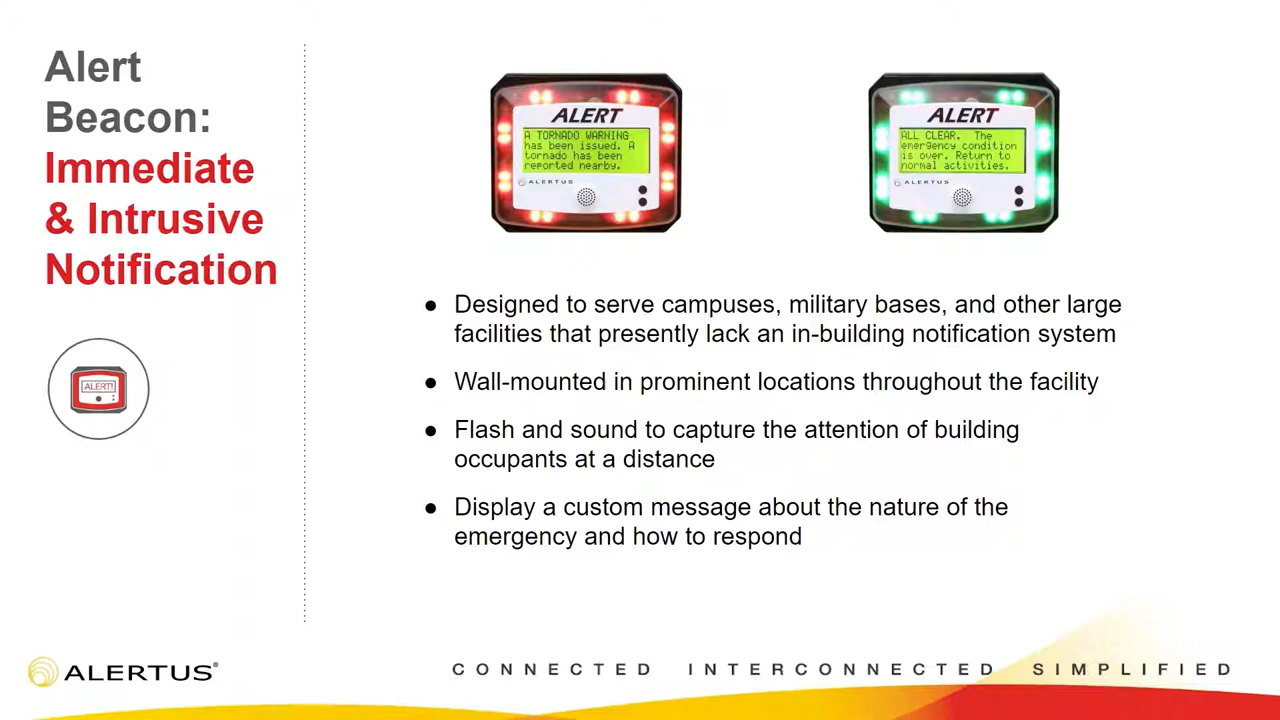 Alert
Beacon:
Immediate
& Intrusive
Notification
ALERT!
ALERT
A TORNADO WARNING
has been issued. A
tornado has been
reported nearby.
ALERTUS
ALERT
ALL CLEAR. The
emergency condition
is over. Return to
normal activities.
ALERTUS
● Designed to serve campuses, military bases, and other large
facilities that presently lack an in-building notification system
● Wall-mounted in prominent locations throughout the facility
● Flash and sound to capture the attention of building
occupants at a distance
● Display a custom message about the nature of the
emergency and how to respond
ALERTUS®
CONNECTED INTERCONNECTED SIMPLIFIED